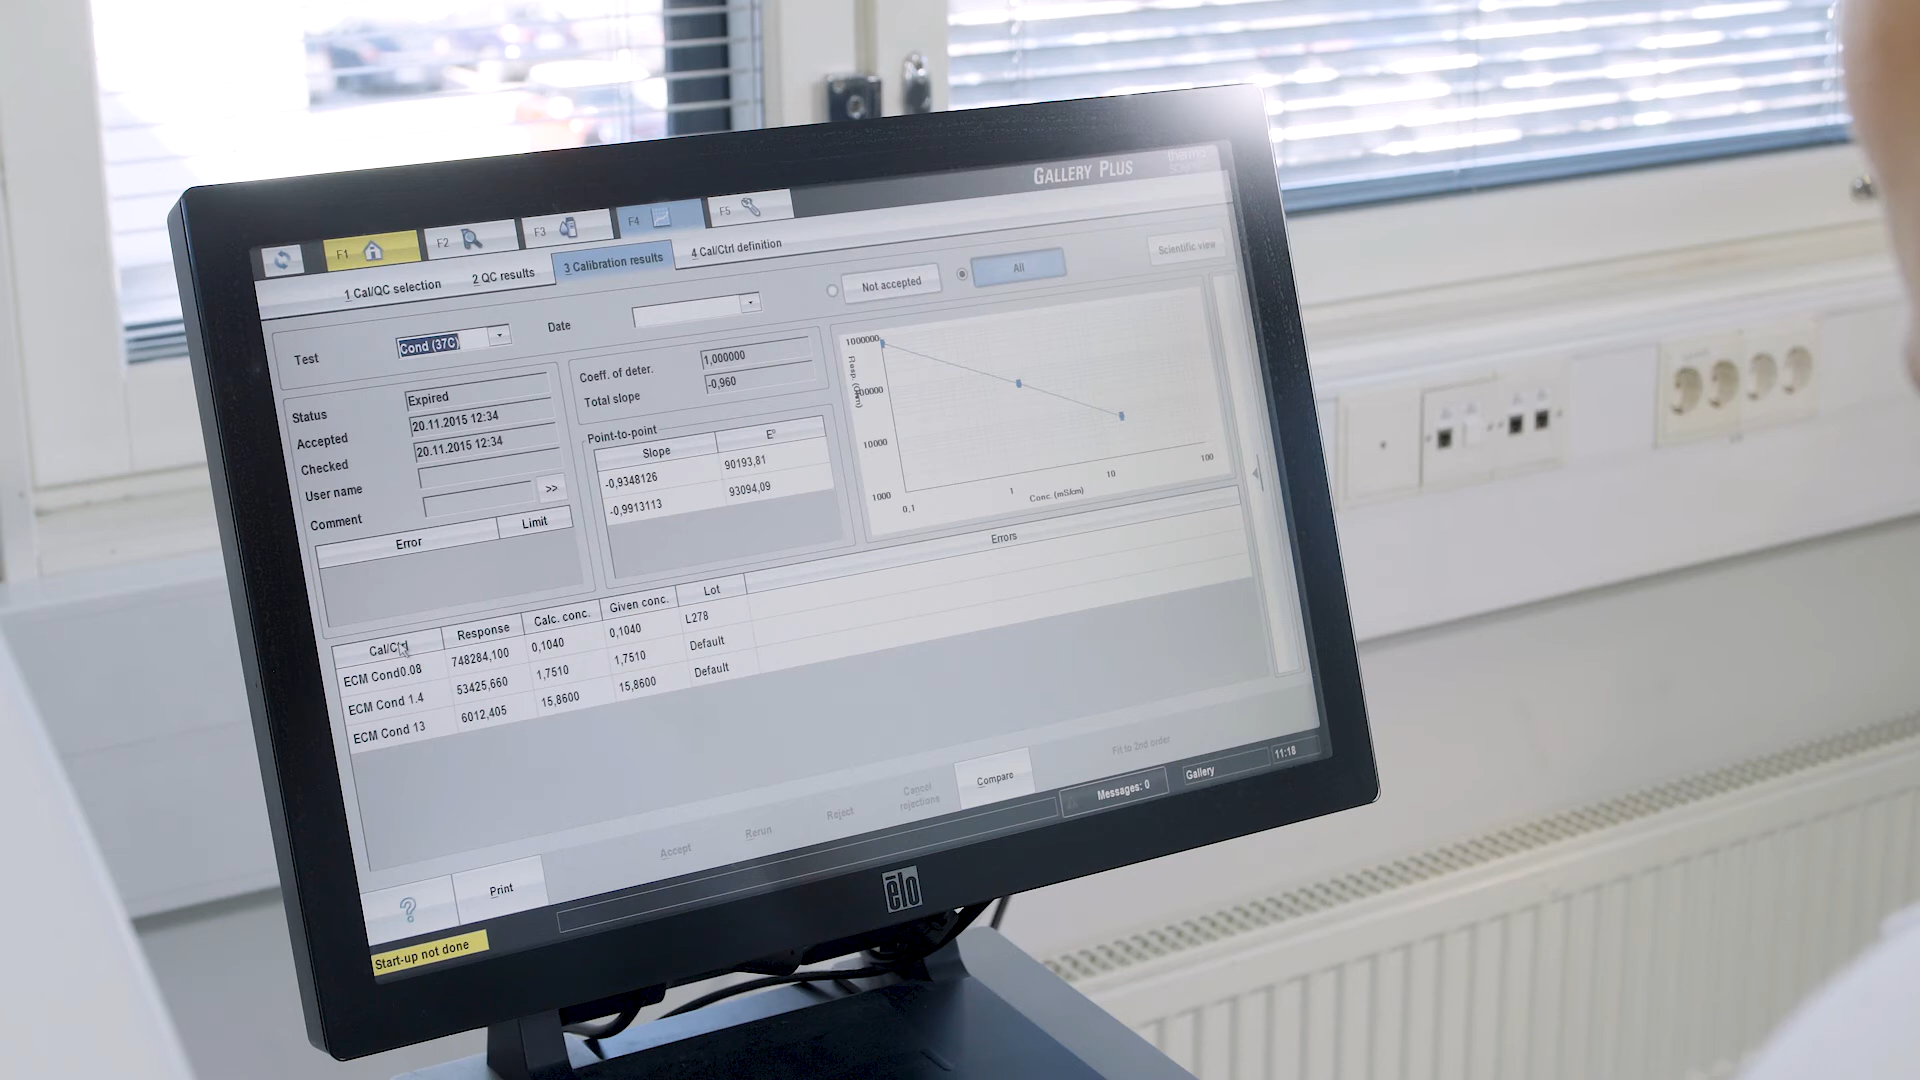 GALLERY PLUS
thermo
F1
F2
F3
F4
F5
1 Cal/QC selection
2 QC results
3 Calibration results
4 Cal/Ctrl definition
Test
Cond (37C)
Date
Not accepted
All
Scientific view
Status
Expired
Accepted
20.11.2015 12:34
Checked
20.11.2015 12:34
User name
Comment
>>
Error
Limit
Coeff. of deter.
1,000000
Total slope
-0,960
Point-to-point
Slope
E°
-0,9348126
90193,81
-0,9913113
93094,09
1000000
10000
1000
0,1
1
10
100
Conc. (mS/cm)
Cal/Ctrl
Response
Calc. conc.
Given conc.
Lot
Errors
ECM Cond0.08
748284,100
0,1040
0,1040
L278
ECM Cond 1.4
53425,660
1,7510
1,7510
Default
ECM Cond 13
6012,405
15,8600
15,8600
Default
?
Print
Accept
Rerun
Reject
Cancel
rejections
Compare
Fit to 2nd order
Start-up not done
Messages: 0
Gallery
11:18
elo